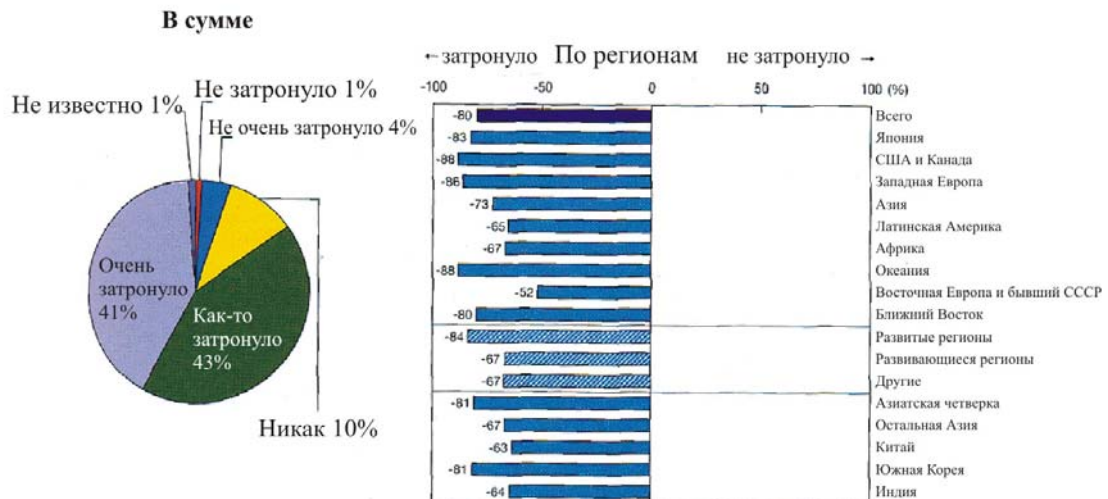 В сумме
Не известно 1%
Не затронуло 1%
Не очень затронуло 4%
Очень
затронуло
41%
Как-то
затронуло
43%
Никак 10%
←затронуло По регионам не затронуло →
-100 -50 0 50 100 (%)
-80 Всего
-83 Япония
-88 США и Канада
-86 Западная Европа
-73 Азия
-65 Латинская Америка
-67 Африка
-88 Океания
-52 Восточная Европа и бывший СССР
-80 Ближний Восток
-84 Развитые регионы
-67 Развивающиеся регионы
-67 Другие
-81 Азиатская четверка
-67 Остальная Азия
-63 Китай
-81 Южная Корея
-64 Индия